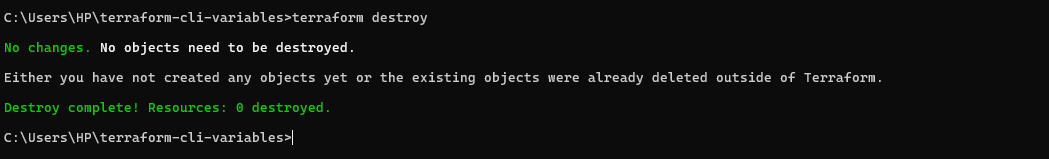 C:\Users\HP\terraform-cli-variables>terraform destroy
No changes. No objects need to be destroyed.
Either you have not created any objects yet or the existing objects were already deleted outside of Terraform.
Destroy complete! Resources: 0 destroyed.
C:\Users\HP\terraform-cli-variables>